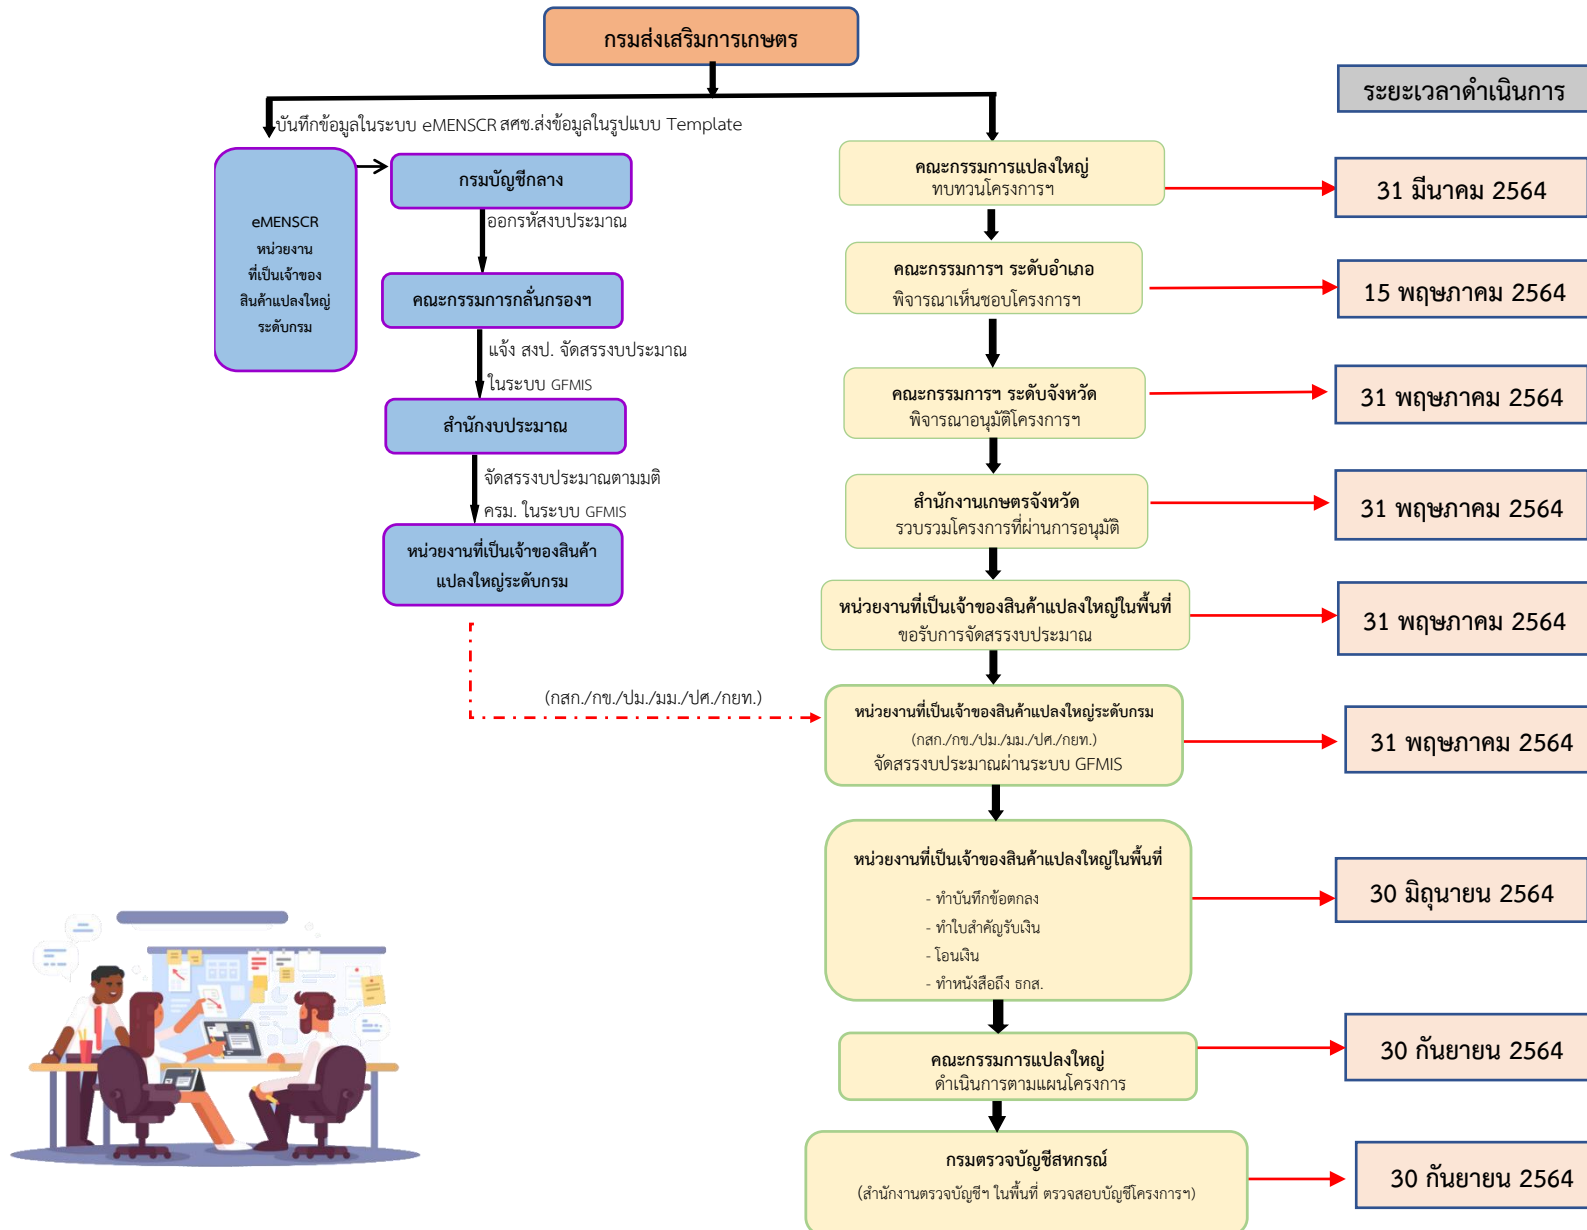 กรมส่งเสริมการเกษตร
ระยะเวลาดำเนินการ
บันทึกข้อมูลในระบบ eMENSCR สศช.ส่งข้อมูลในรูปแบบ Template
eMENSCR
หน่วยงาน
ที่เป็นเจ้าของ
สินค้าแปลงใหญ่
ระดับกรม
กรมบัญชีกลาง
ออกรหัสงบประมาณ
คณะกรรมการกลั่นกรองฯ
แจ้ง สงป. จัดสรรงบประมาณ
ในระบบ GFMIS
สำนักงบประมาณ
จัดสรรงบประมาณตามมติ
ครม. ในระบบ GFMIS
หน่วยงานที่เป็นเจ้าของสินค้า
แปลงใหญ่ระดับกรม
(กสก./กข./ปม./มม./ปศ./กยท.)
คณะกรรมการแปลงใหญ่
ทบทวนโครงการฯ
31 มีนาคม 2564
คณะกรรมการฯ ระดับอำเภอ
พิจารณาเห็นชอบโครงการฯ
15 พฤษภาคม 2564
คณะกรรมการฯ ระดับจังหวัด
พิจารณาอนุมัติโครงการฯ
31 พฤษภาคม 2564
สำนักงานเกษตรจังหวัด
รวบรวมโครงการที่ผ่านการอนุมัติ
31 พฤษภาคม 2564
หน่วยงานที่เป็นเจ้าของสินค้าแปลงใหญ่ในพื้นที่
ขอรับการจัดสรรงบประมาณ
31 พฤษภาคม 2564
หน่วยงานที่เป็นเจ้าของสินค้าแปลงใหญ่ระดับกรม
(กสก./กข./ปม./มม./ปศ./กยท.)
จัดสรรงบประมาณผ่านระบบ GFMIS
31 พฤษภาคม 2564
หน่วยงานที่เป็นเจ้าของสินค้าแปลงใหญ่ในพื้นที่
- ทำบันทึกข้อตกลง
- ทำใบสำคัญรับเงิน
- โอนเงิน
- ทำหนังสือถึง ธกส.
30 มิถุนายน 2564
คณะกรรมการแปลงใหญ่
ดำเนินการตามแผนโครงการ
30 กันยายน 2564
กรมตรวจบัญชีสหกรณ์
(สำนักงานตรวจบัญชีฯ ในพื้นที่ ตรวจสอบบัญชีโครงการฯ)
30 กันยายน 2564